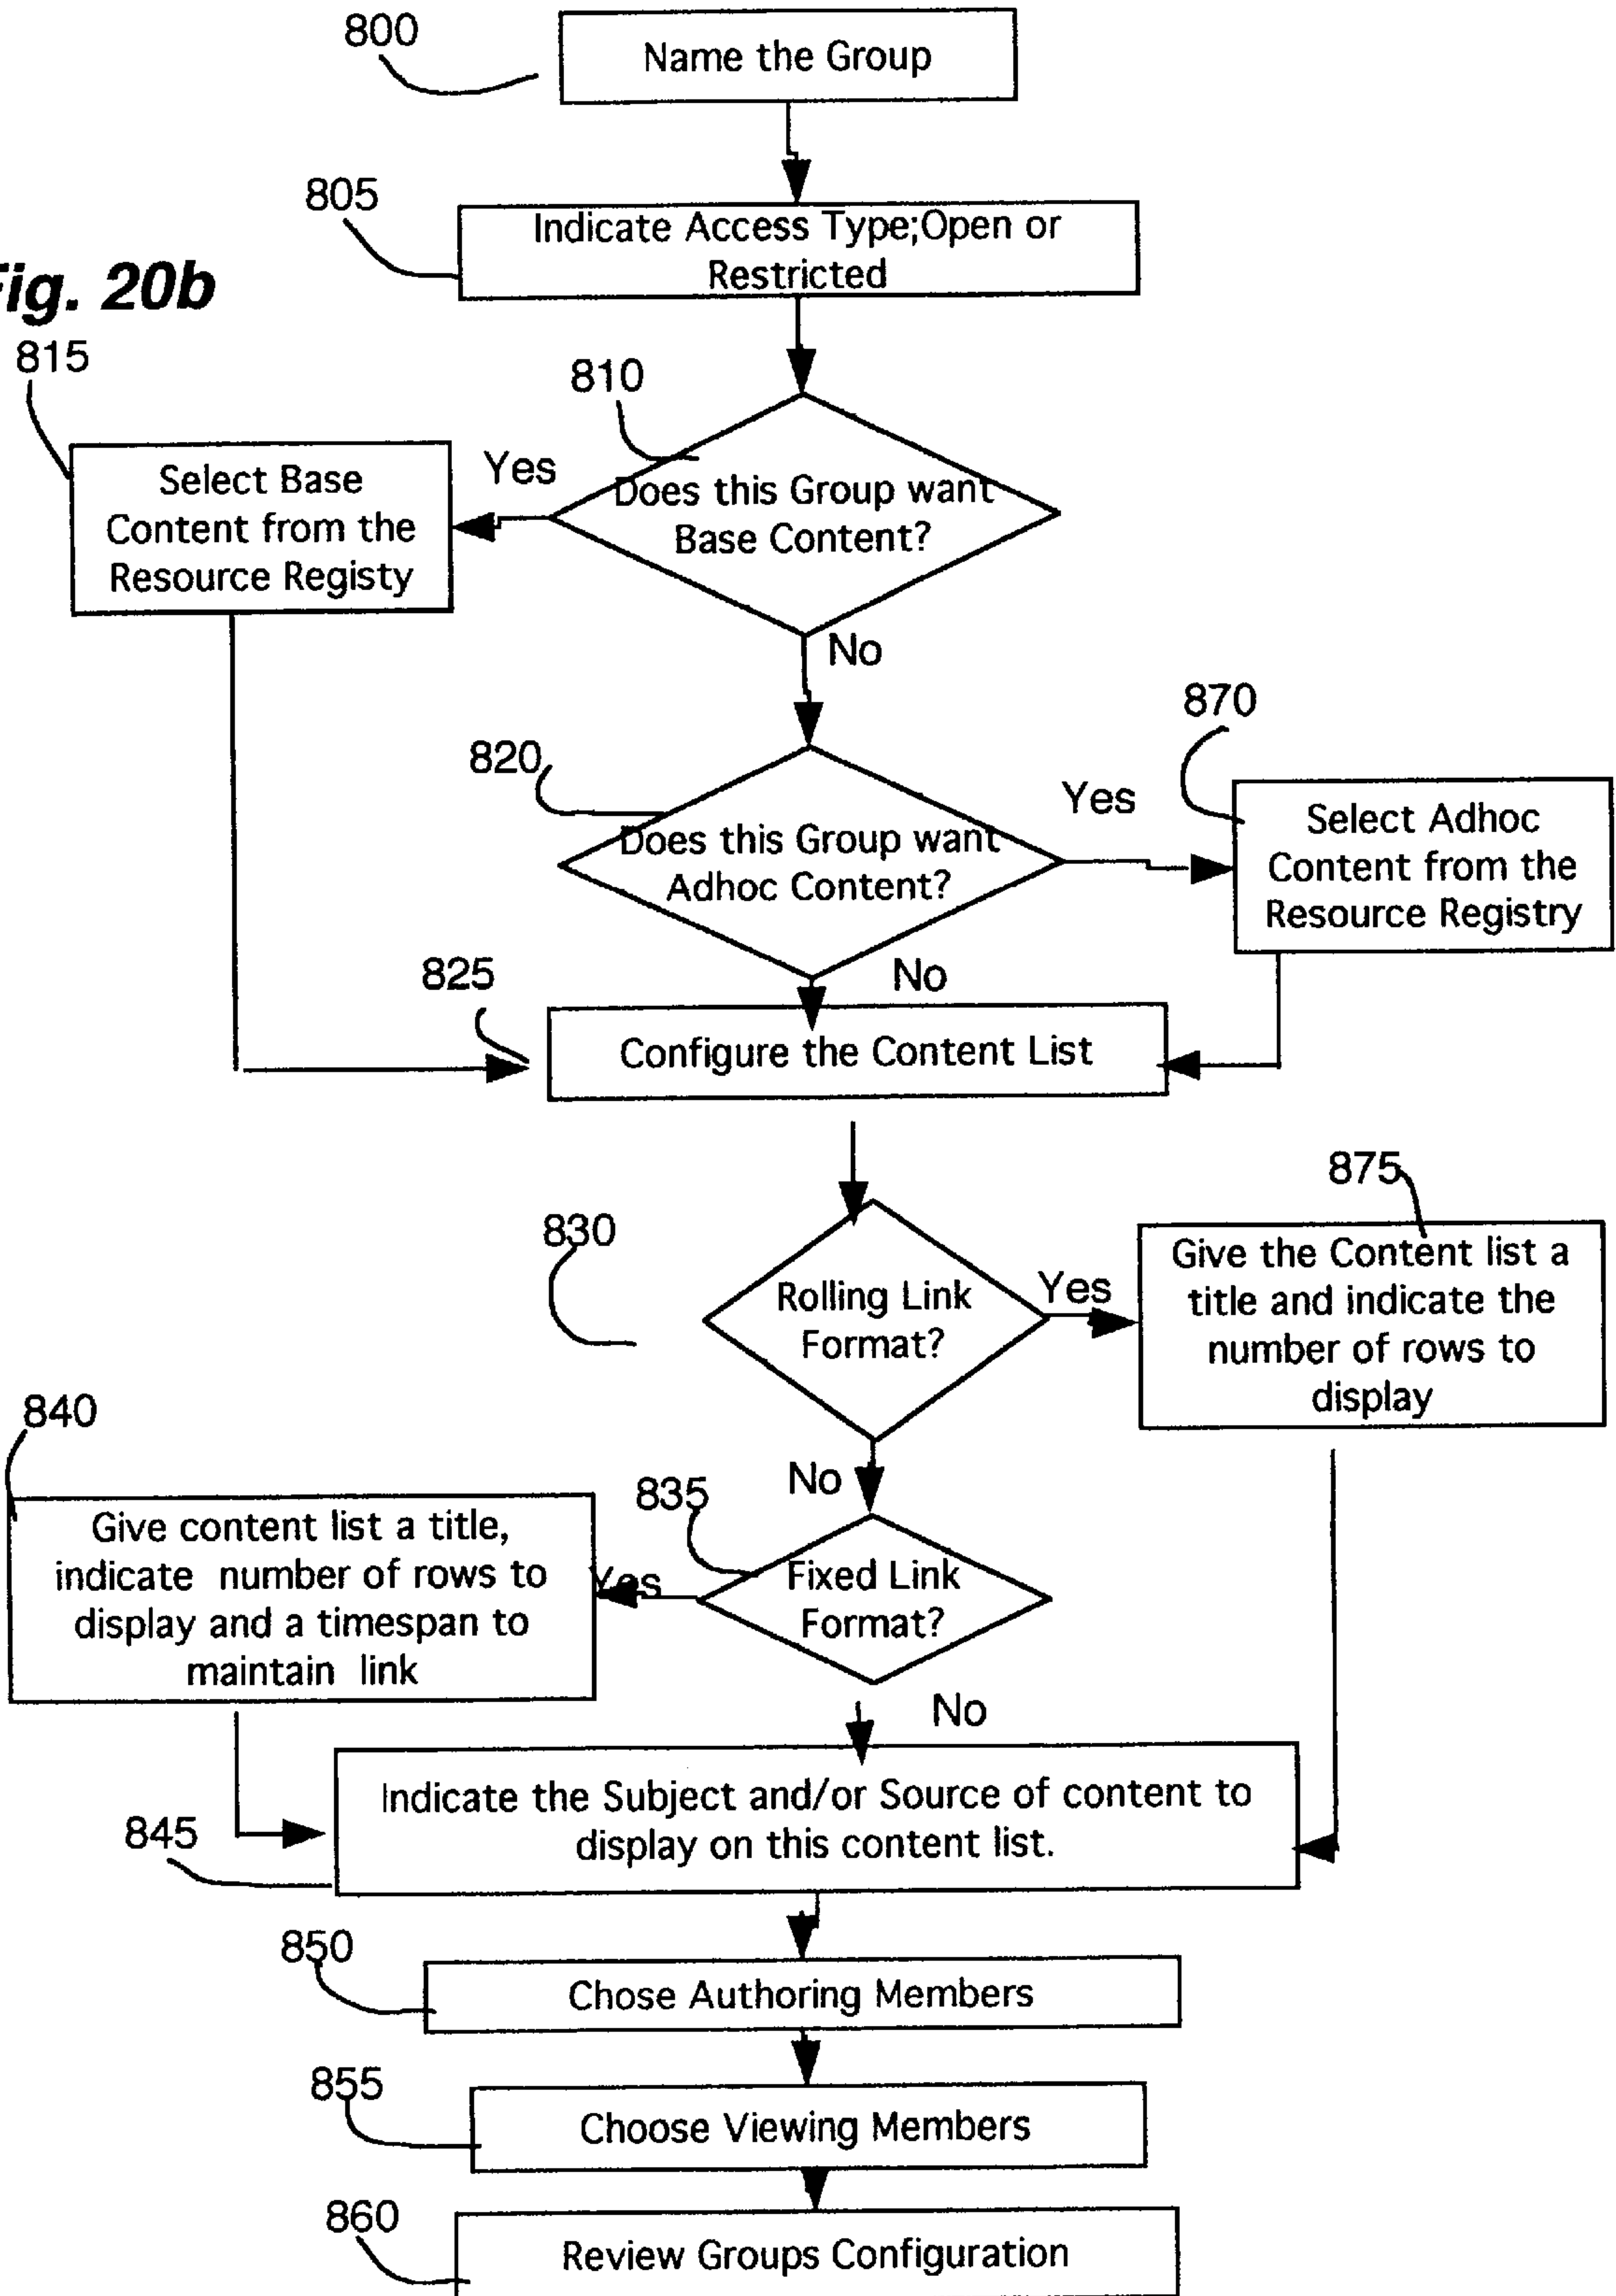 800
Name the Group
805
Indicate Access Type;Open or
Restricted
Fig. 20b
815
810
Select Base
Content from the
Resource Registy
Yes
Does this Group want
Base Content?
No
870
820
Does this Group want
Adhoc Content?
Yes
Select Adhoc
Content from the
Resource Registry
825
No
Configure the Content List
875
830
Rolling Link
Format?
Yes
Give the Content list a
title and indicate the
number of rows to
display
840
No
835
Give content list a title,
indicate number of rows to
display and a timespan to
maintain link
Yes
Fixed Link
Format?
No
Indicate the Subject and/or Source of content to
display on this content list.
845
850
Chose Authoring Members
855
Choose Viewing Members
860
Review Groups Configuration